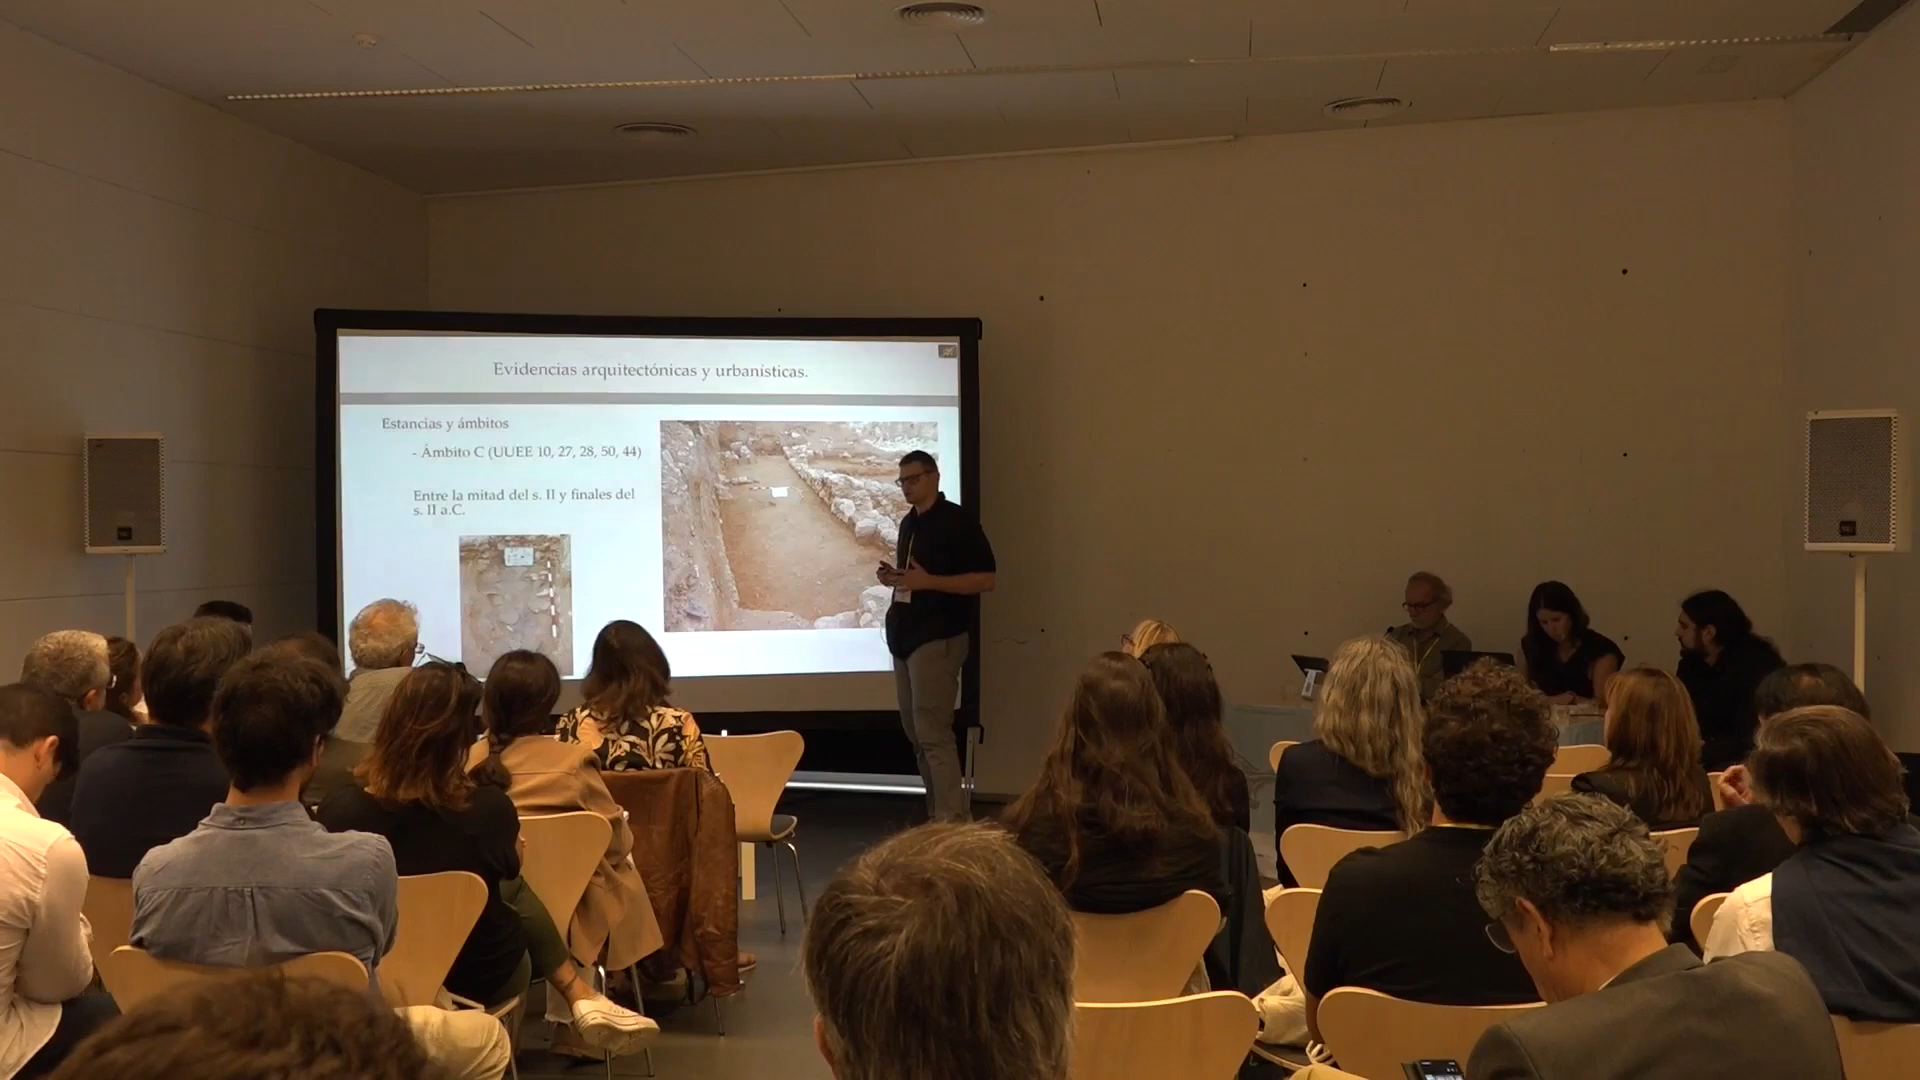 Evidencias arquitectónicas y urbanísticas.
Estancias y ámbitos
- Ámbito C (UUEE 10, 27, 28, 50, 44)
Entre la mitad del s. II y finales del
s. II a.C.